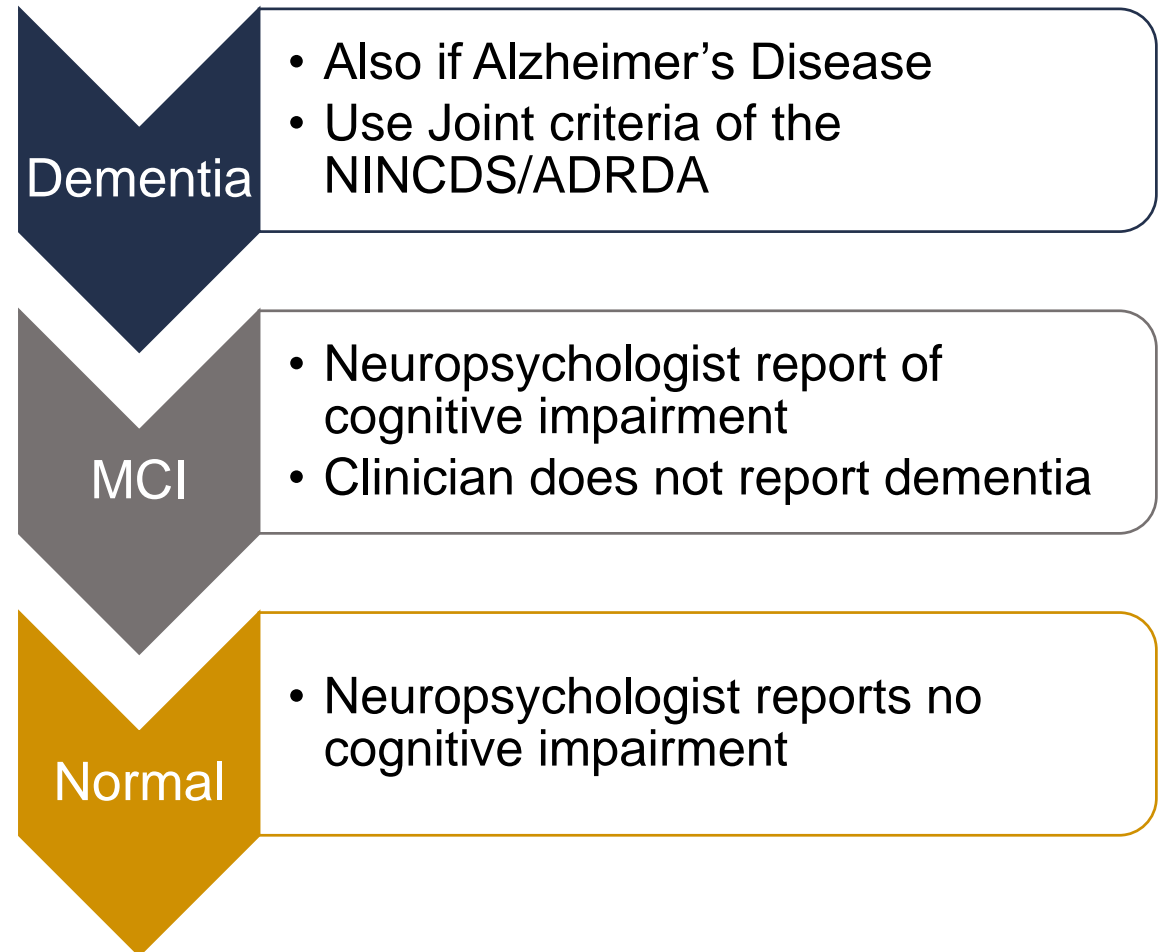 Dementia
• Also if Alzheimer’s Disease
• Use Joint criteria of the
NINCDS/ADRDA
MCI
• Neuropsychologist report of
cognitive impairment
• Clinician does not report dementia
Normal
• Neuropsychologist reports no
cognitive impairment